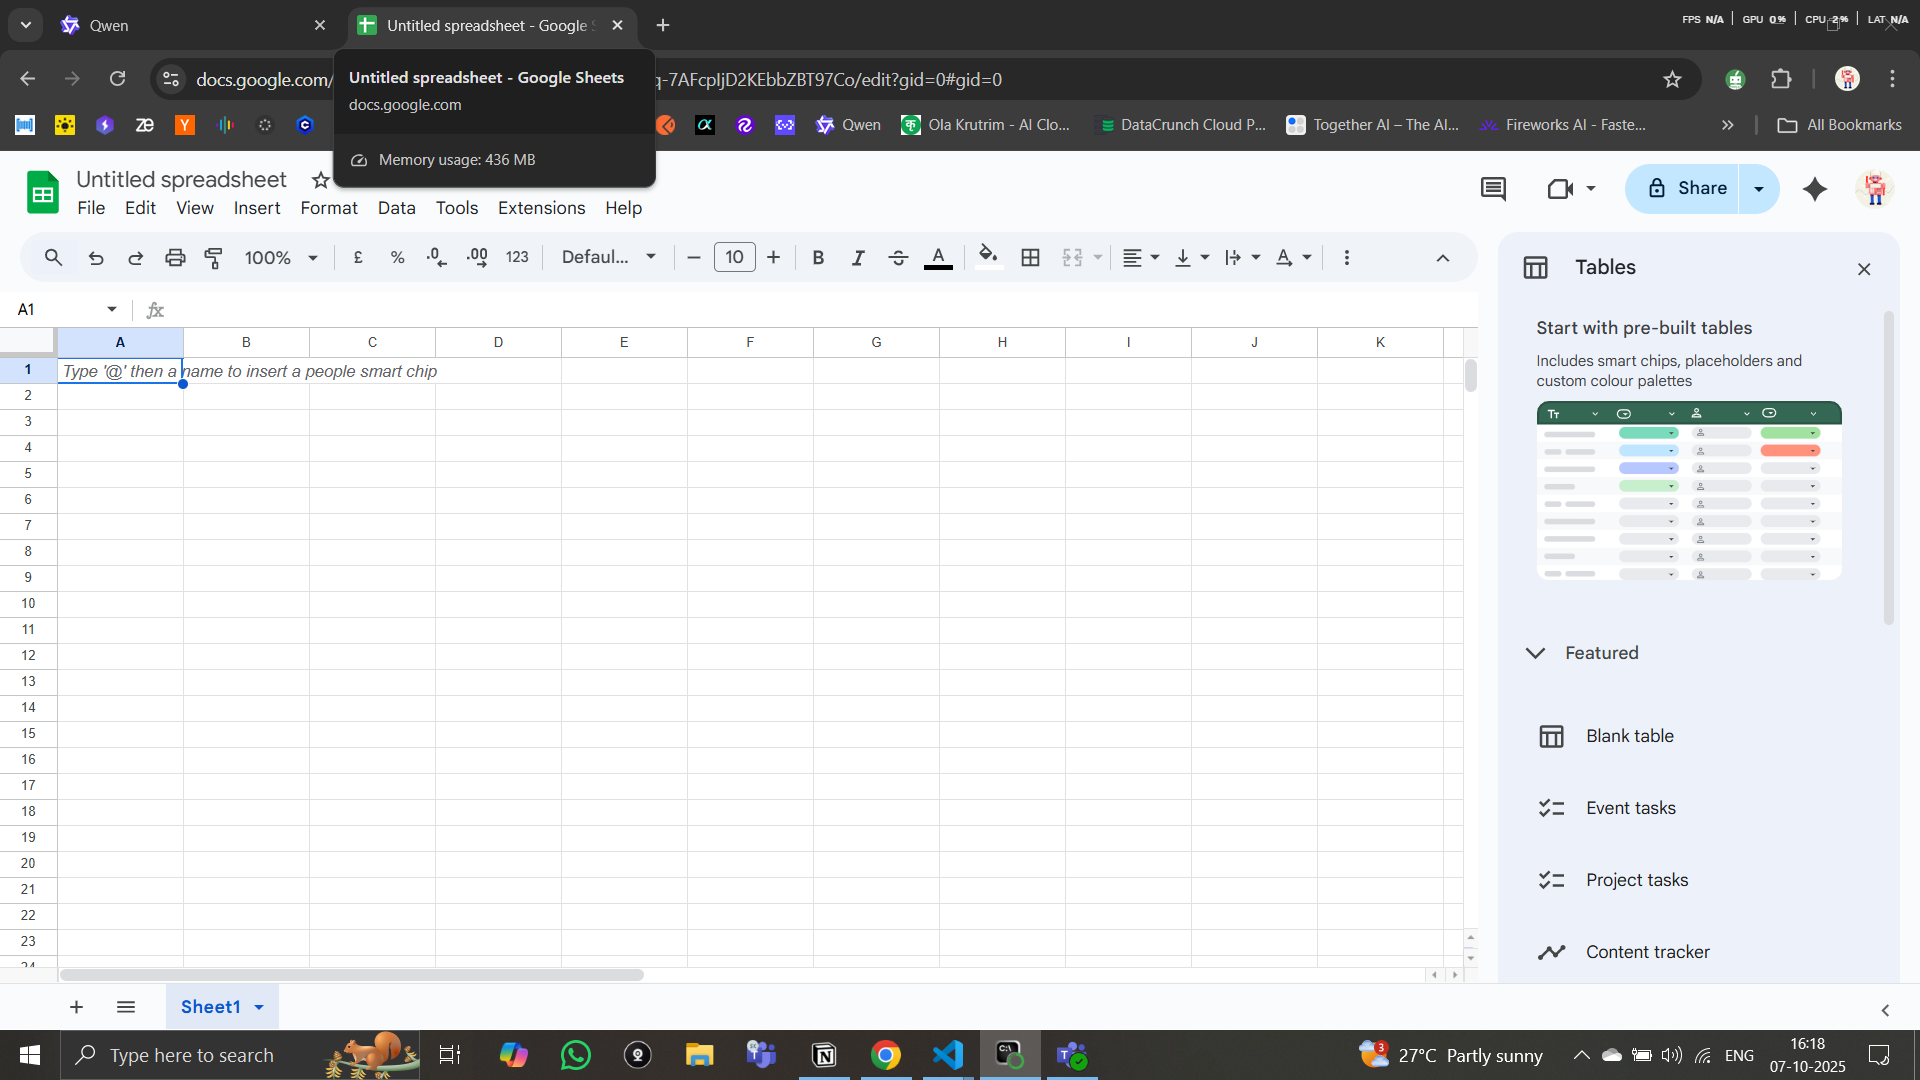 Qwen
Untitled spreadsheet - Google S
FPS N/A GPU 0% CPU 2% LAT N/A
docs.google.com/
q-7AFcpIjD2KEbbZBT97Co/edit?gid=0#gid=0
Untitled spreadsheet - Google Sheets
docs.google.com
Memory usage: 436 MB
Qwen
Ola Krutrim - AI Clo...
DataCrunch Cloud P...
Together AI – The AI...
Fireworks AI - Faste...
All Bookmarks
Untitled spreadsheet
File Edit View Insert Format Data Tools Extensions Help
Share
100% £ % .0 .00 123 Defaul... 10 B I A
A1 fx
A B C D E F G H I J K
1 Type '@' then a name to insert a people smart chip
2
3
4
5
6
7
8
9
10
11
12
13
14
15
16
17
18
19
20
21
22
23
24
Tables
Start with pre-built tables
Includes smart chips, placeholders and
custom colour palettes
Tт
Featured
Blank table
Event tasks
Project tasks
Content tracker
Sheet1
Type here to search
3
27°C Partly sunny
ENG
16:18
07-10-2025